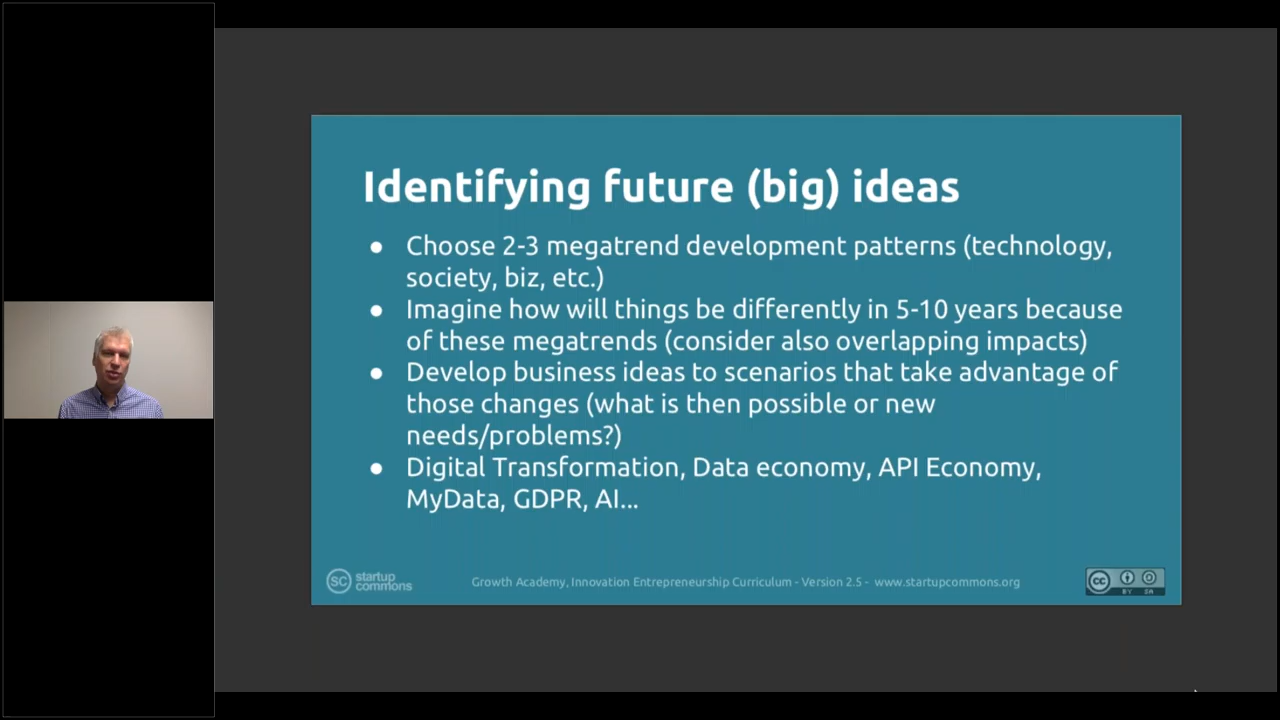 Identifying future (big) ideas
● Choose 2-3 megatrend development patterns (technology,
society, biz, etc.)
● Imagine how will things be differently in 5-10 years because
of these megatrends (consider also overlapping impacts)
● Develop business ideas to scenarios that take advantage of
those changes (what is then possible or new
needs/problems?)
● Digital Transformation, Data economy, API Economy,
MyData, GDPR, AI...
SC startup
commons
Growth Academy, Innovation Entrepreneurship Curriculum - Version 2.5 - www.startupcommons.org
cc
BY SA